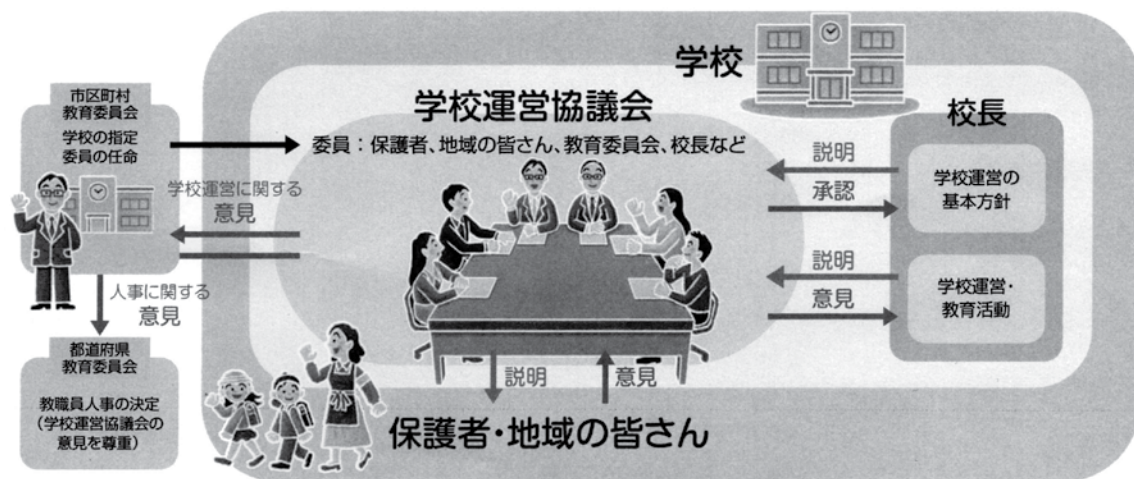 学校
学校運営協議会
委員：保護者、地域の皆さん、教育委員会、校長など
市区町村
教育委員会
学校の指定
委員の任命
学校運営に関する
意見
人事に関する
意見
都道府県
教育委員会
教職員人事の決定
（学校運営協議会の
意見を尊重）
校長
説明
承認
学校運営の
基本方針
説明
意見
学校運営・
教育活動
説明
意見
保護者・地域の皆さん